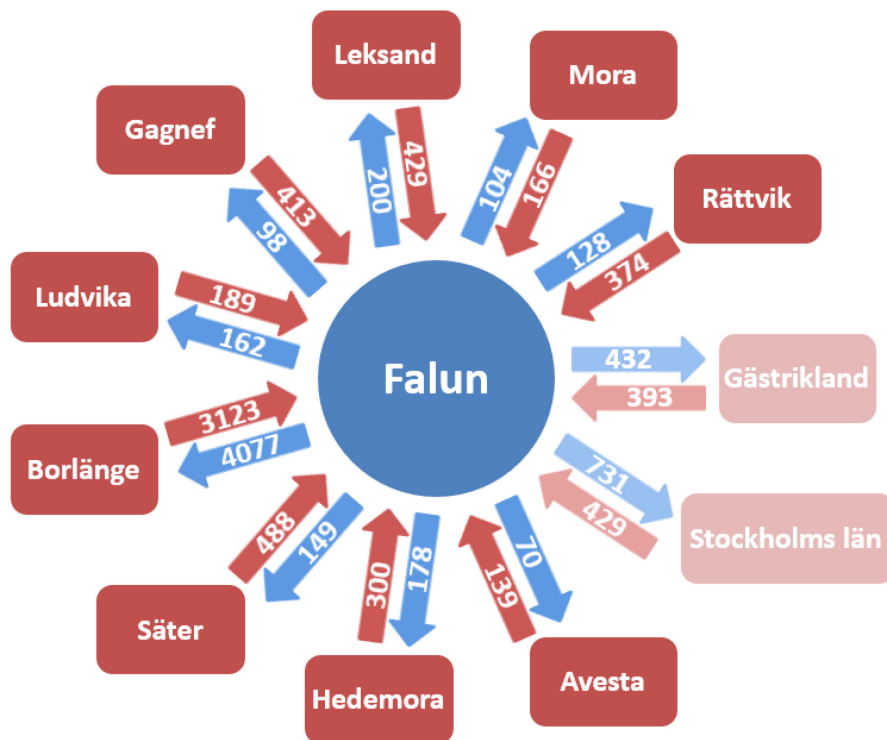 Leksand
Mora
Gagnef
Rättvik
Ludvika
Gästrikland
Borlänge
Stockholms län
Säter
Hedemora
Avesta
Falun
200
429
104
166
128
374
432
393
731
429
70
139
178
300
149
488
4077
3123
162
189
98
413